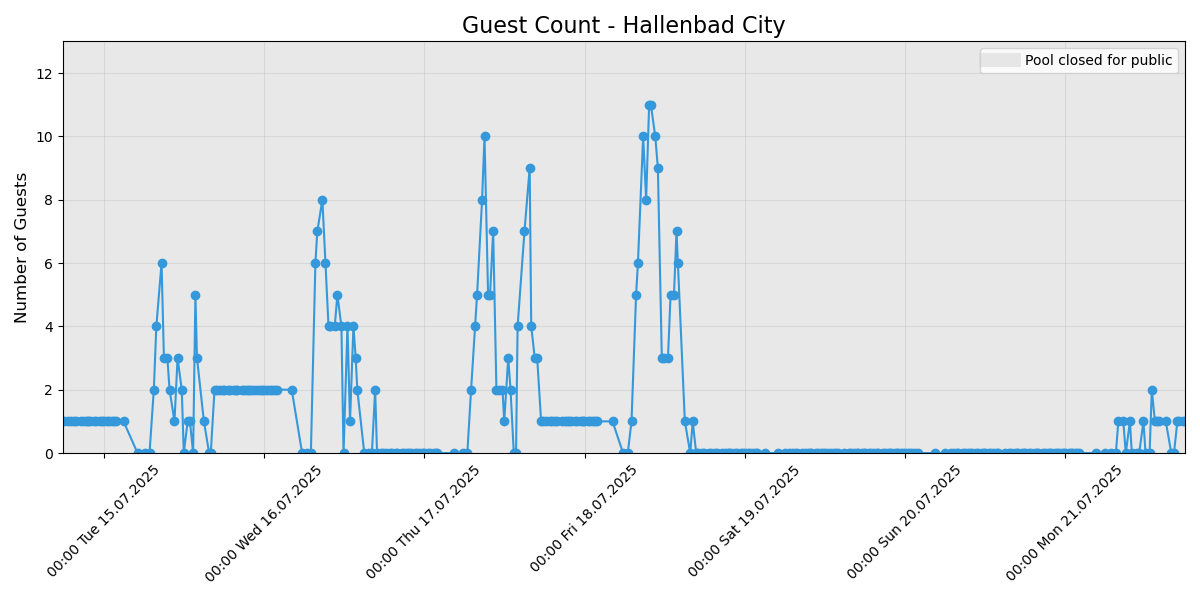 Guest Count - Hallenbad City
Pool closed for public
Number of Guests
12
10
8
6
4
2
0
00:00 Tue 15.07.2025
00:00 Wed 16.07.2025
00:00 Thu 17.07.2025
00:00 Fri 18.07.2025
00:00 Sat 19.07.2025
00:00 Sun 20.07.2025
00:00 Mon 21.07.2025